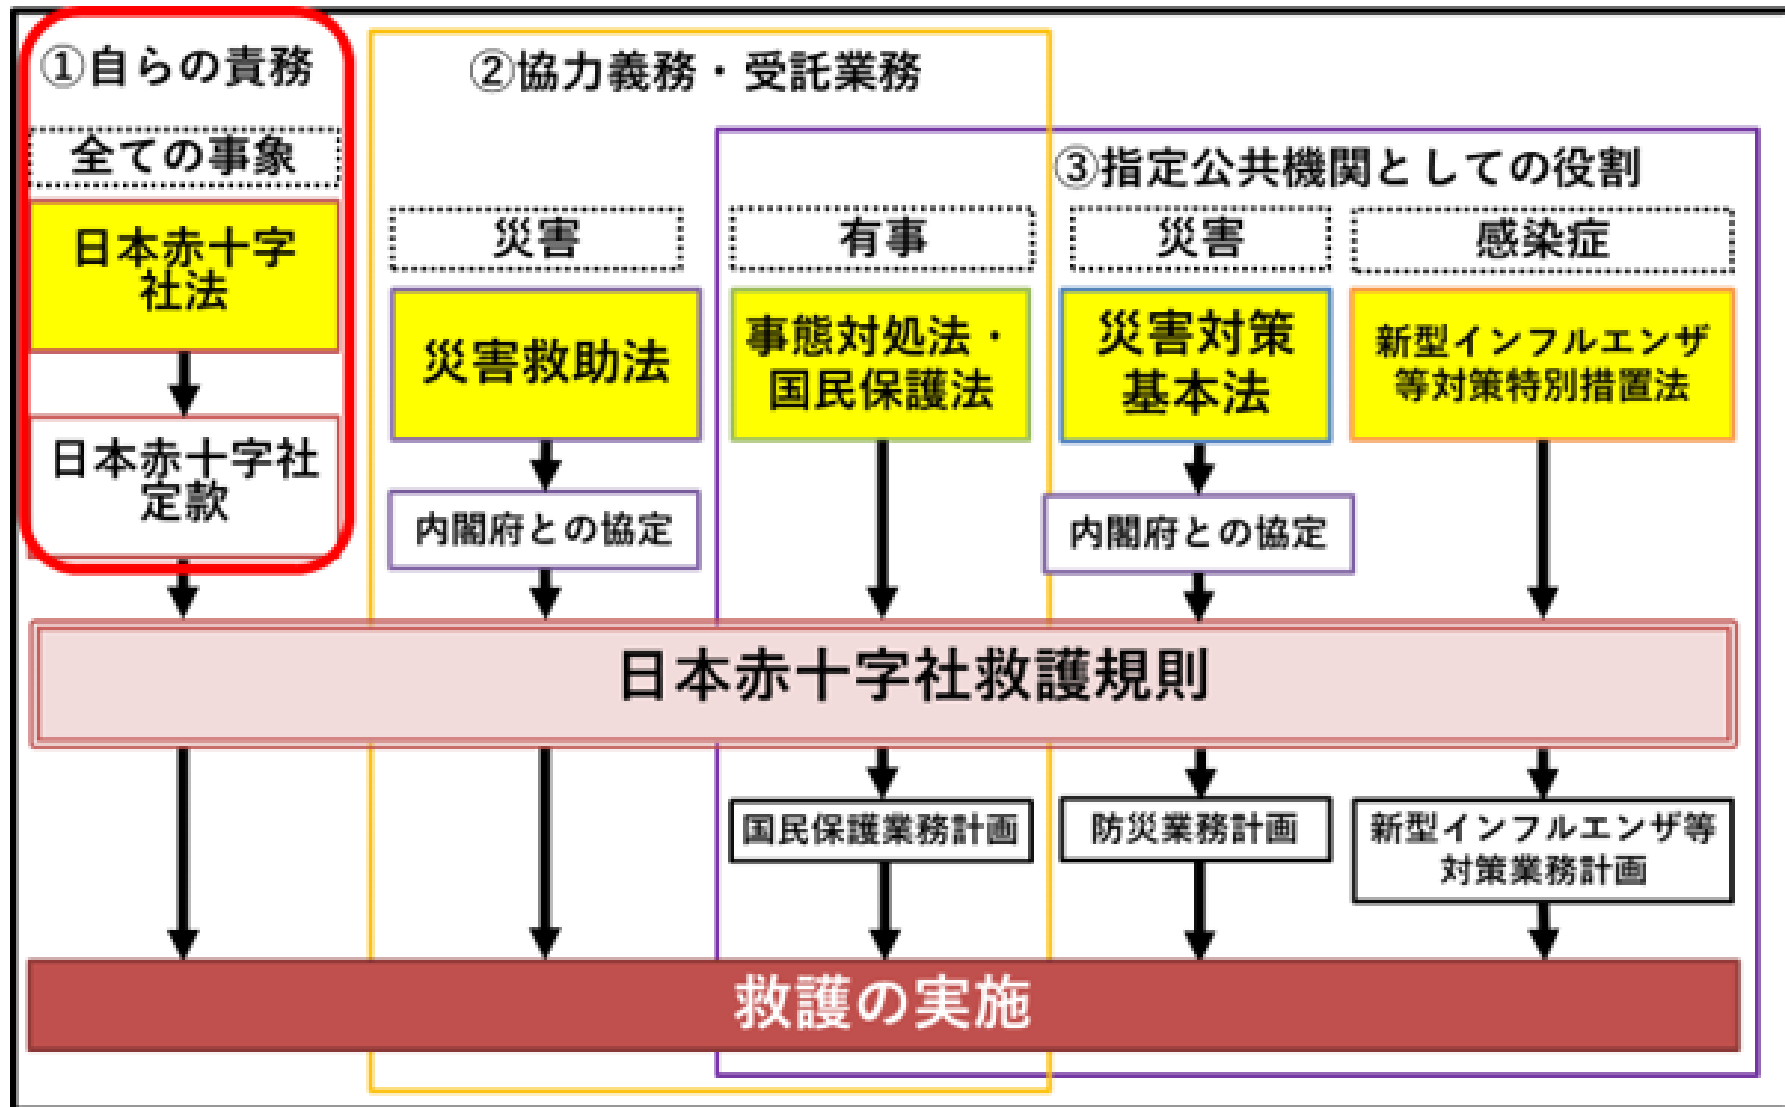 ①自らの責務
全ての事象
日本赤十字
社法
日本赤十字社
定款
②協力義務・受託業務
③指定公共機関としての役割
災害
災害救助法
内閣府との協定
有事
事態対処法・
国民保護法
災害
災害対策
基本法
内閣府との協定
感染症
新型インフルエンザ
等対策特別措置法
日本赤十字社救護規則
国民保護業務計画
防災業務計画
新型インフルエンザ等
対策業務計画
救護の実施